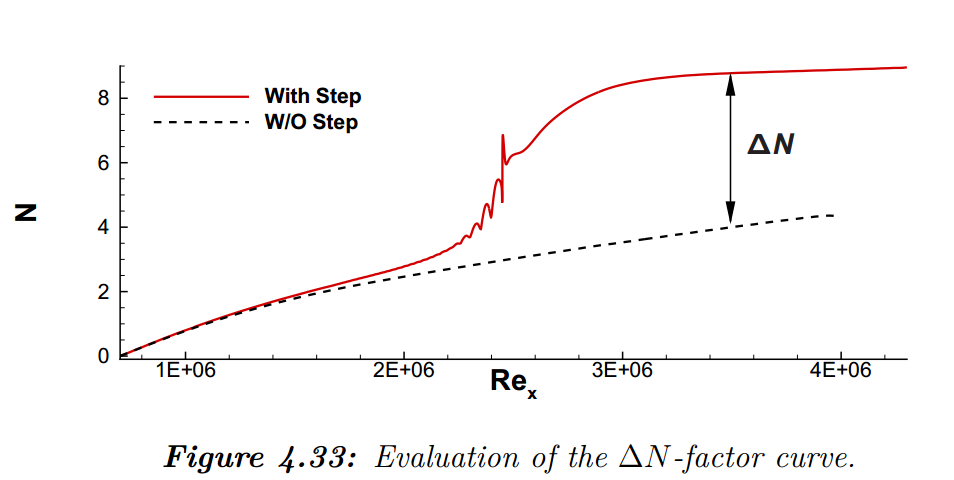 8
6
4
2
0
N
With Step
W/O Step
ΔN
1E+06
2E+06
3E+06
4E+06
Rex
Figure 4.33: Evaluation of the ΔN-factor curve.